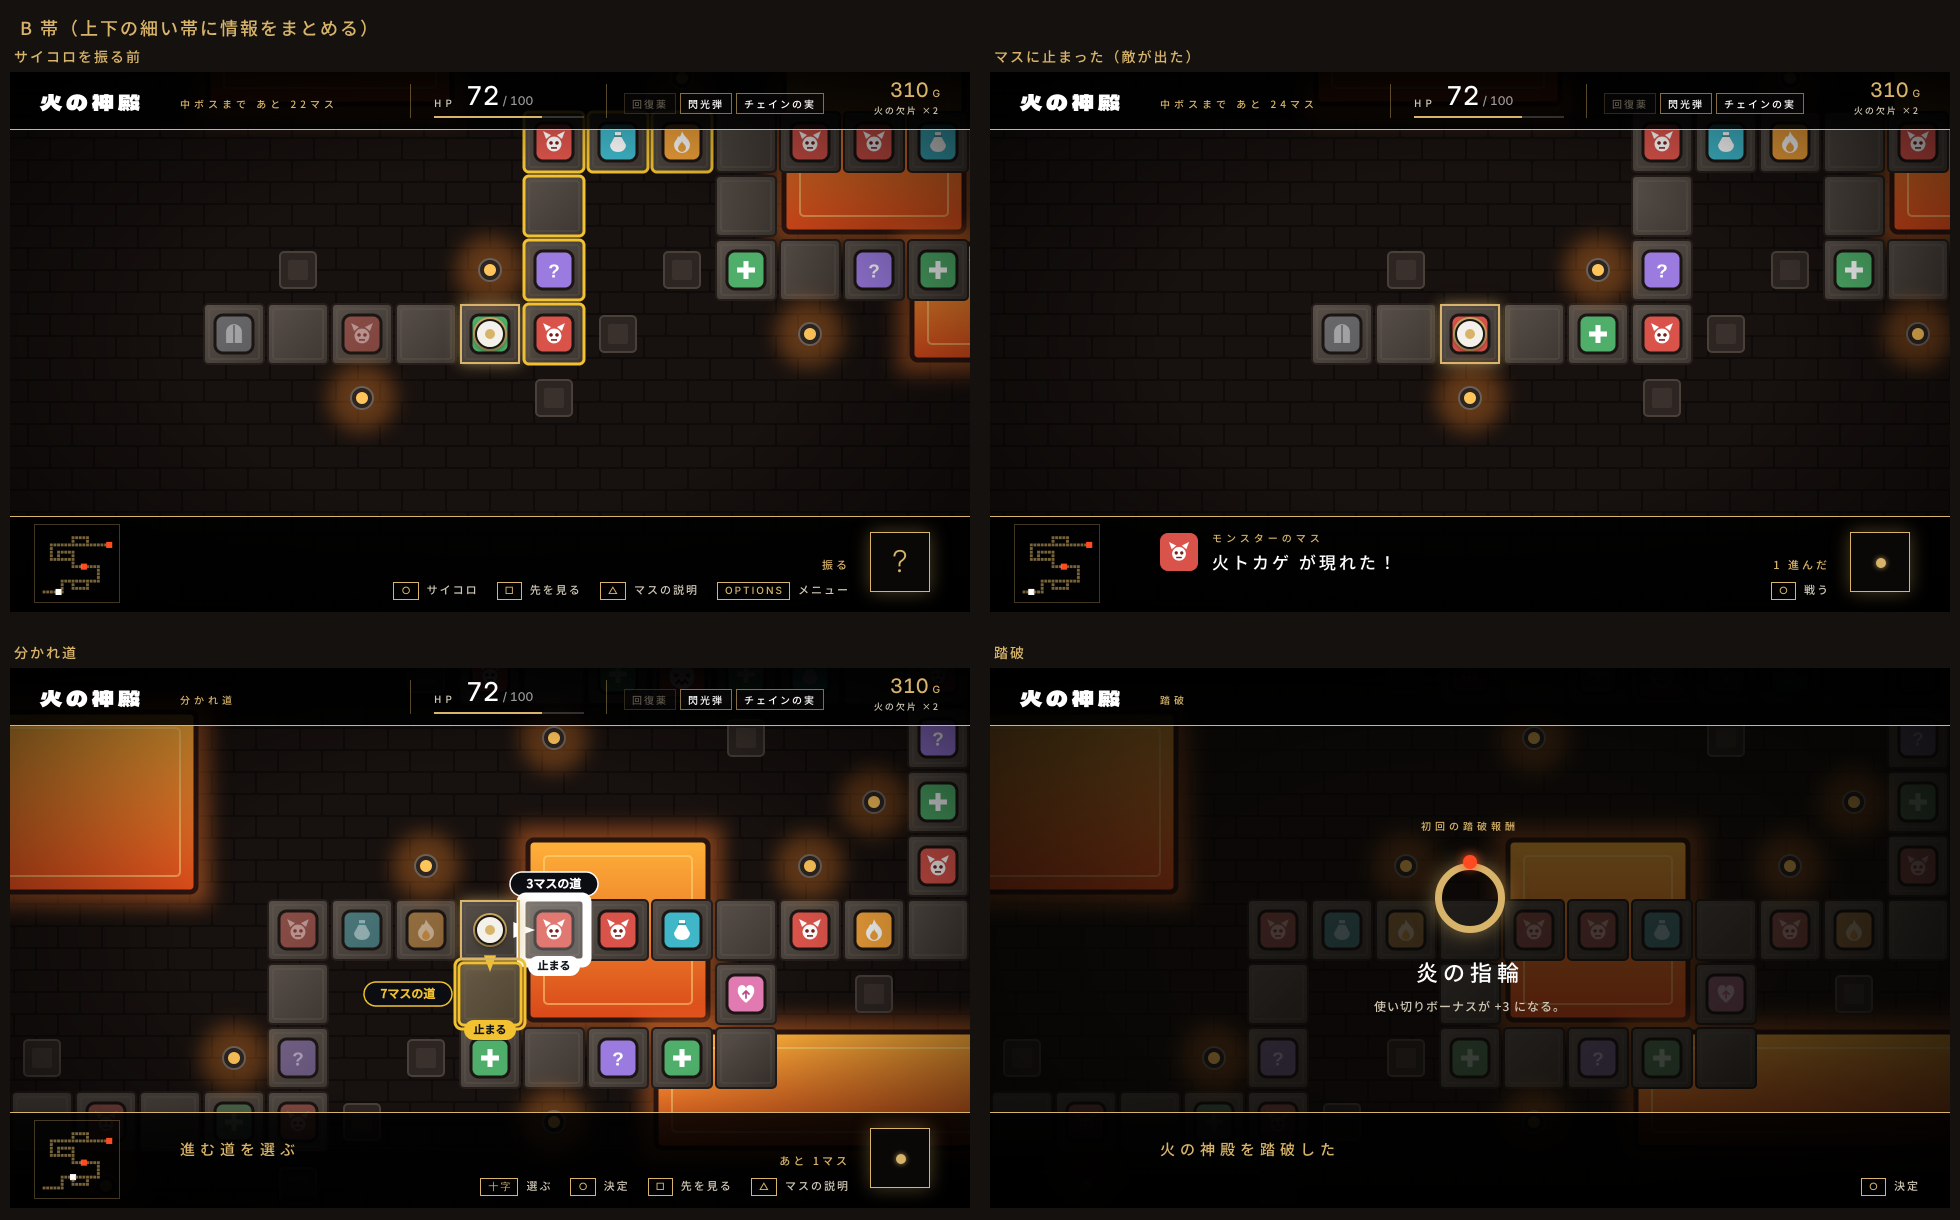 B 帯（上下の細い帯に情報をまとめる）
サイコロを振る前
火の神殿
中ボスまで あと 22マス
HP 72 / 100
回復薬
閃光弾
チェインの実
310 G
火の欠片 ×2
?
?
?
振る
○ サイコロ
□ 先を見る
△ マスの説明
OPTIONS メニュー
マスに止まった（敵が出た）
火の神殿
中ボスまで あと 24マス
HP 72 / 100
回復薬
閃光弾
チェインの実
310 G
火の欠片 ×2
?
モンスターのマス
火トカゲ が現れた！
1 進んだ
○ 戦う
分かれ道
火の神殿
分かれ道
HP 72 / 100
回復薬
閃光弾
チェインの実
310 G
火の欠片 ×2
?
3マスの道
止まる
7マスの道
止まる
?
?
進む道を選ぶ
あと 1マス
十字 選ぶ
○ 決定
□ 先を見る
△ マスの説明
踏破
火の神殿
踏破
?
初回の踏破報酬
炎の指輪
使い切りボーナスが +3 になる。
?
?
火の神殿を踏破した
○ 決定